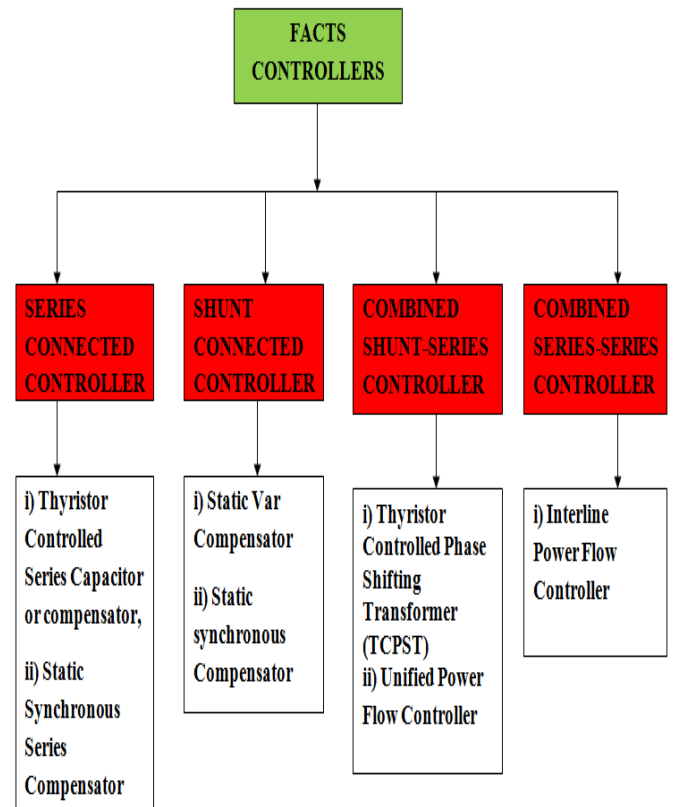 FACTS
CONTROLLERS
SERIES
CONNECTED
CONTROLLER
SHUNT
CONNECTED
CONTROLLER
COMBINED
SHUNT-SERIES
CONTROLLER
COMBINED
SERIES-SERIES
CONTROLLER
i) Thyristor
Controlled
Series Capacitor
or compensator,
ii) Static
Synchronous
Series
Compensator
i) Static Var
Compensator
ii) Static
synchronous
Compensator
i) Thyristor
Controlled Phase
Shifting
Transformer
(TCPST)
ii) Unified Power
Flow Controller
i) Interline
Power Flow
Controller